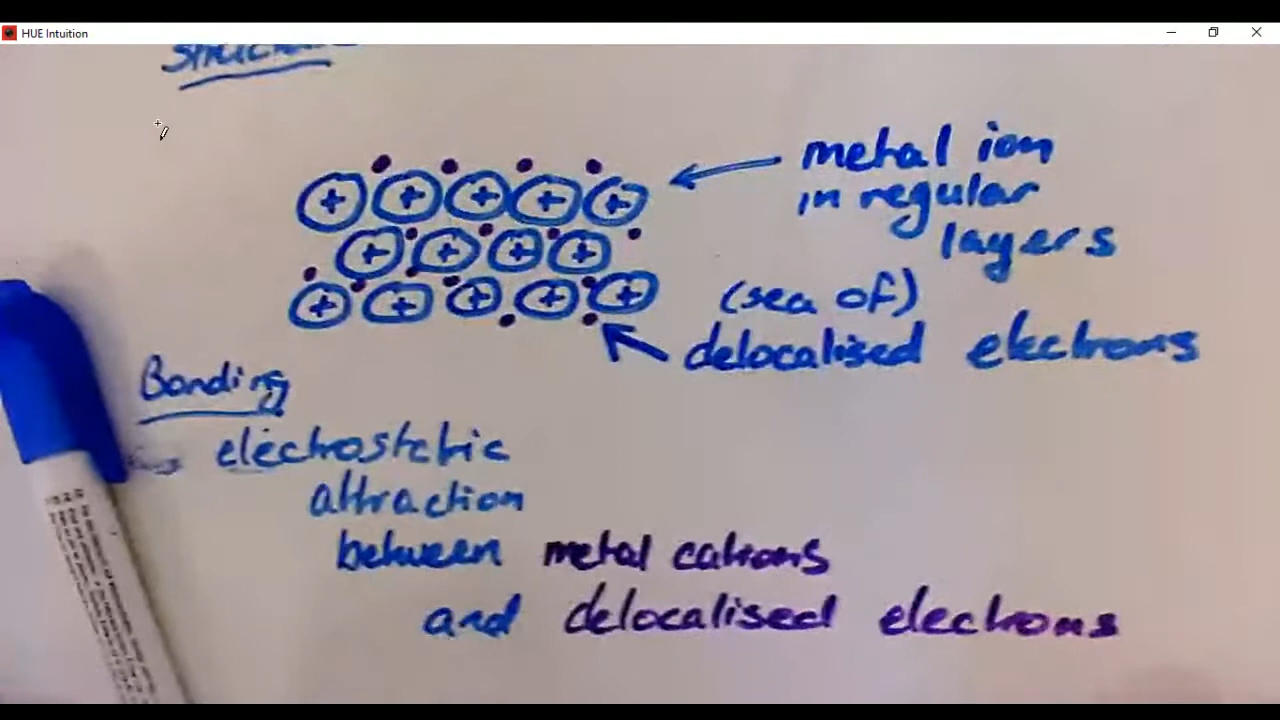 HUE Intuition
Structure
+ + + + +
+ + + +
+ + + + +
metal ion
in regular
layers
(sea of)
delocalised electrons
Bonding
electrostatic
attraction
between metal cations
and delocalised electrons